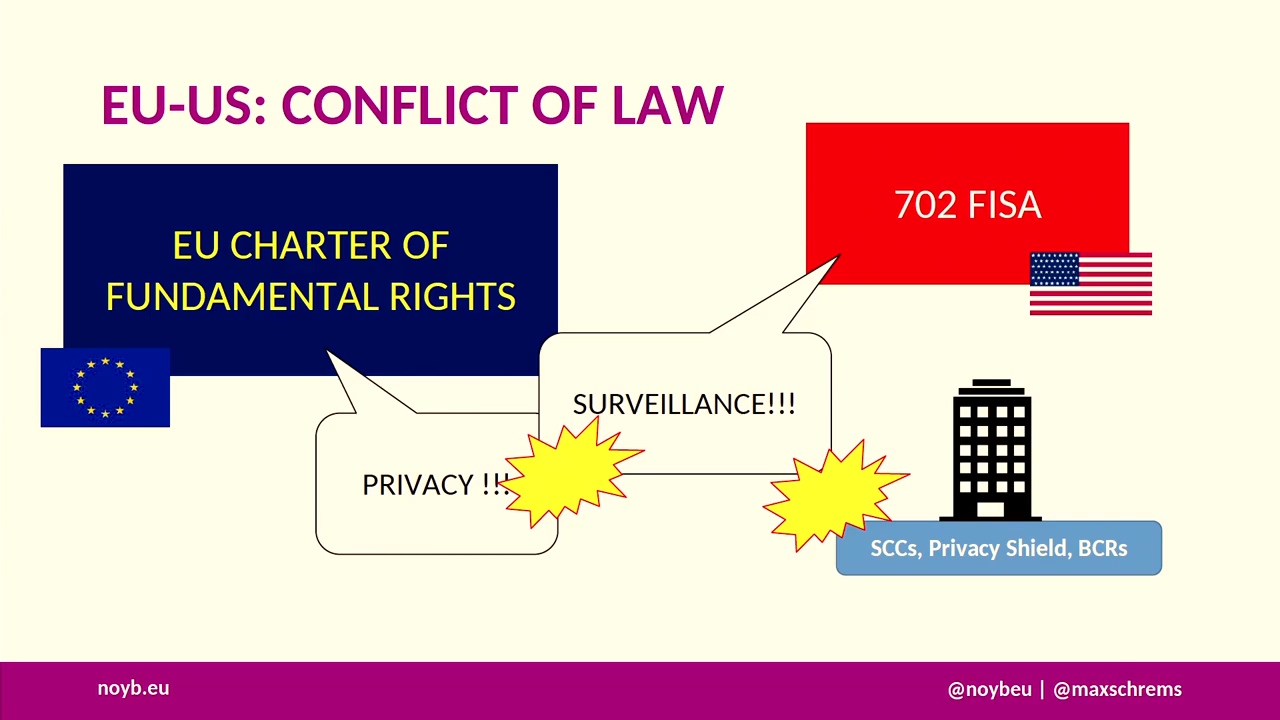 EU-US: CONFLICT OF LAW
EU CHARTER OF
FUNDAMENTAL RIGHTS
702 FISA
SURVEILLANCE!!!
PRIVACY !!!
SCCs, Privacy Shield, BCRs
noyb.eu
@noybeu | @maxschrems